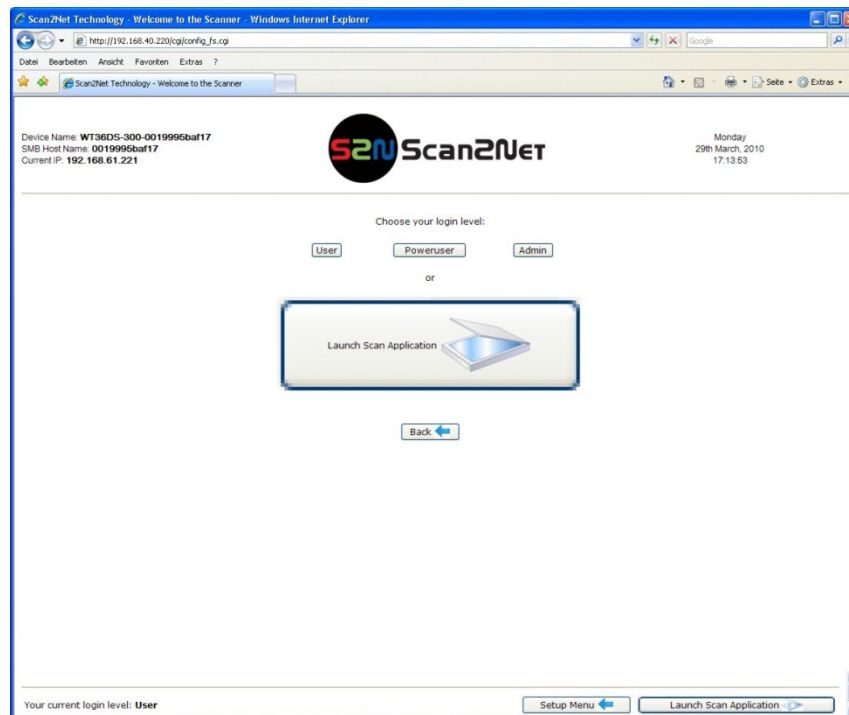 Scan2Net Technology - Welcome to the Scanner - Windows Internet Explorer
http://192.168.40.220/cgi/config_fs.cgi
Google
Datei Bearbeiten Ansicht Favoriten Extras ?
Scan2Net Technology - Welcome to the Scanner
Seite Extras
Device Name: WT36DS-300-0019995baf17
SMB Host Name: 0019995baf17
Current IP: 192.168.61.221
S2N Scan2Net
Monday
29th March, 2010
17:13:53
Choose your login level:
User Poweruser Admin
or
Launch Scan Application
Back
Your current login level: User
Setup Menu
Launch Scan Application